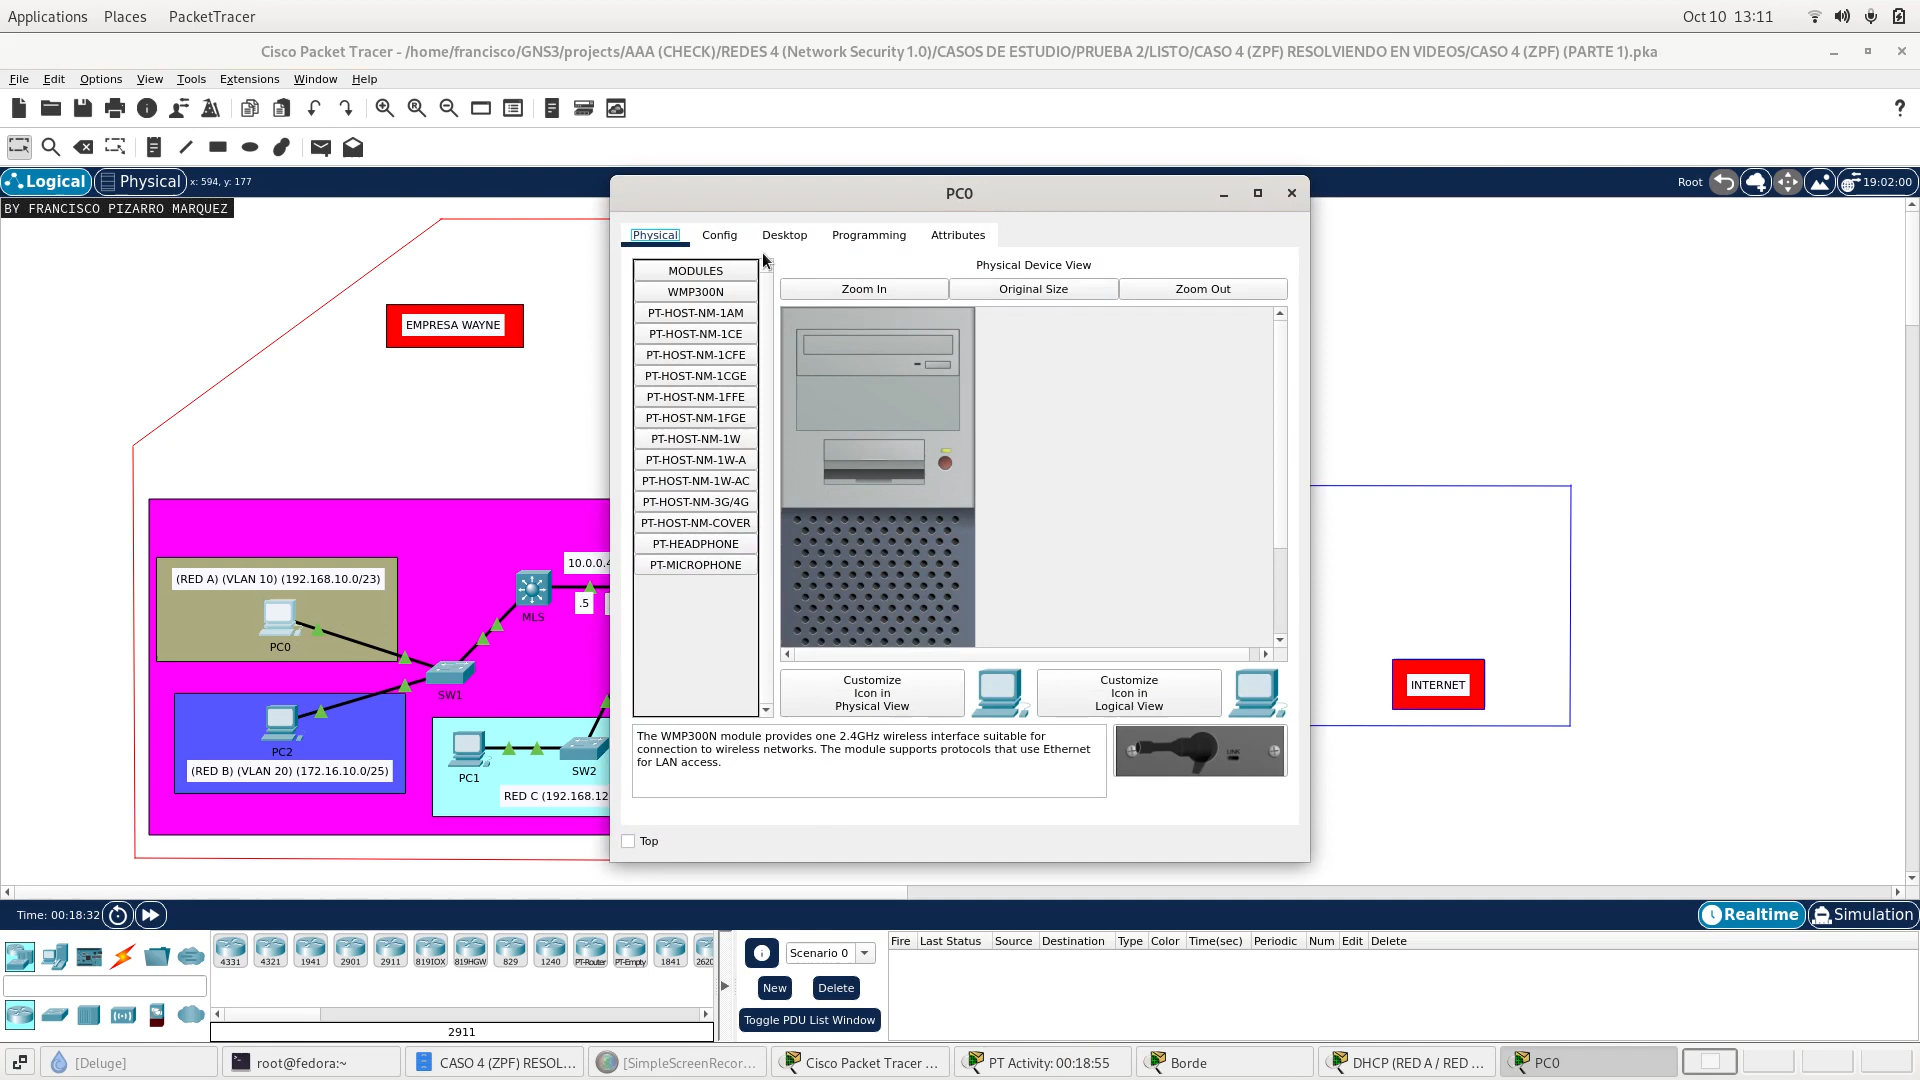 Applications Places PacketTracer Oct 10 13:11
Cisco Packet Tracer - /home/francisco/GNS3/projects/AAA (CHECK)/REDES 4 (Network Security 1.0)/CASOS DE ESTUDIO/PRUEBA 2/LISTO/CASO 4 (ZPF) RESOLVIENDO EN VIDEOS/CASO 4 (ZPF) (PARTE 1).pka
File Edit Options View Tools Extensions Window Help
?
Logical Physical x: 594, y: 177 Root 19:02:00
BY FRANCISCO PIZARRO MARQUEZ
EMPRESA WAYNE
(RED A) (VLAN 10) (192.168.10.0/23)
PC0
MLS
10.0.0.4
.5
SW1
PC2
(RED B) (VLAN 20) (172.16.10.0/25)
PC1
SW2
RED C (192.168.12
INTERNET
PC0
Physical Config Desktop Programming Attributes
MODULES
WMP300N
PT-HOST-NM-1AM
PT-HOST-NM-1CE
PT-HOST-NM-1CFE
PT-HOST-NM-1CGE
PT-HOST-NM-1FFE
PT-HOST-NM-1FGE
PT-HOST-NM-1W
PT-HOST-NM-1W-A
PT-HOST-NM-1W-AC
PT-HOST-NM-3G/4G
PT-HOST-NM-COVER
PT-HEADPHONE
PT-MICROPHONE
Physical Device View
Zoom In Original Size Zoom Out
Customize
Icon in
Physical View
Customize
Icon in
Logical View
The WMP300N module provides one 2.4GHz wireless interface suitable for
connection to wireless networks. The module supports protocols that use Ethernet
for LAN access.
LINK
Top
Time: 00:18:32 Realtime Simulation
4331 4321 1941 2901 2911 819IOX 819HGW 829 1240 PT-Router PT-Empty 1841 2620
2911
Scenario 0
New Delete
Toggle PDU List Window
Fire Last Status Source Destination Type Color Time(sec) Periodic Num Edit Delete
[Deluge] root@fedora:~ CASO 4 (ZPF) RESOL... [SimpleScreenRecor... Cisco Packet Tracer ... PT Activity: 00:18:55 Borde DHCP (RED A / RED ... PC0